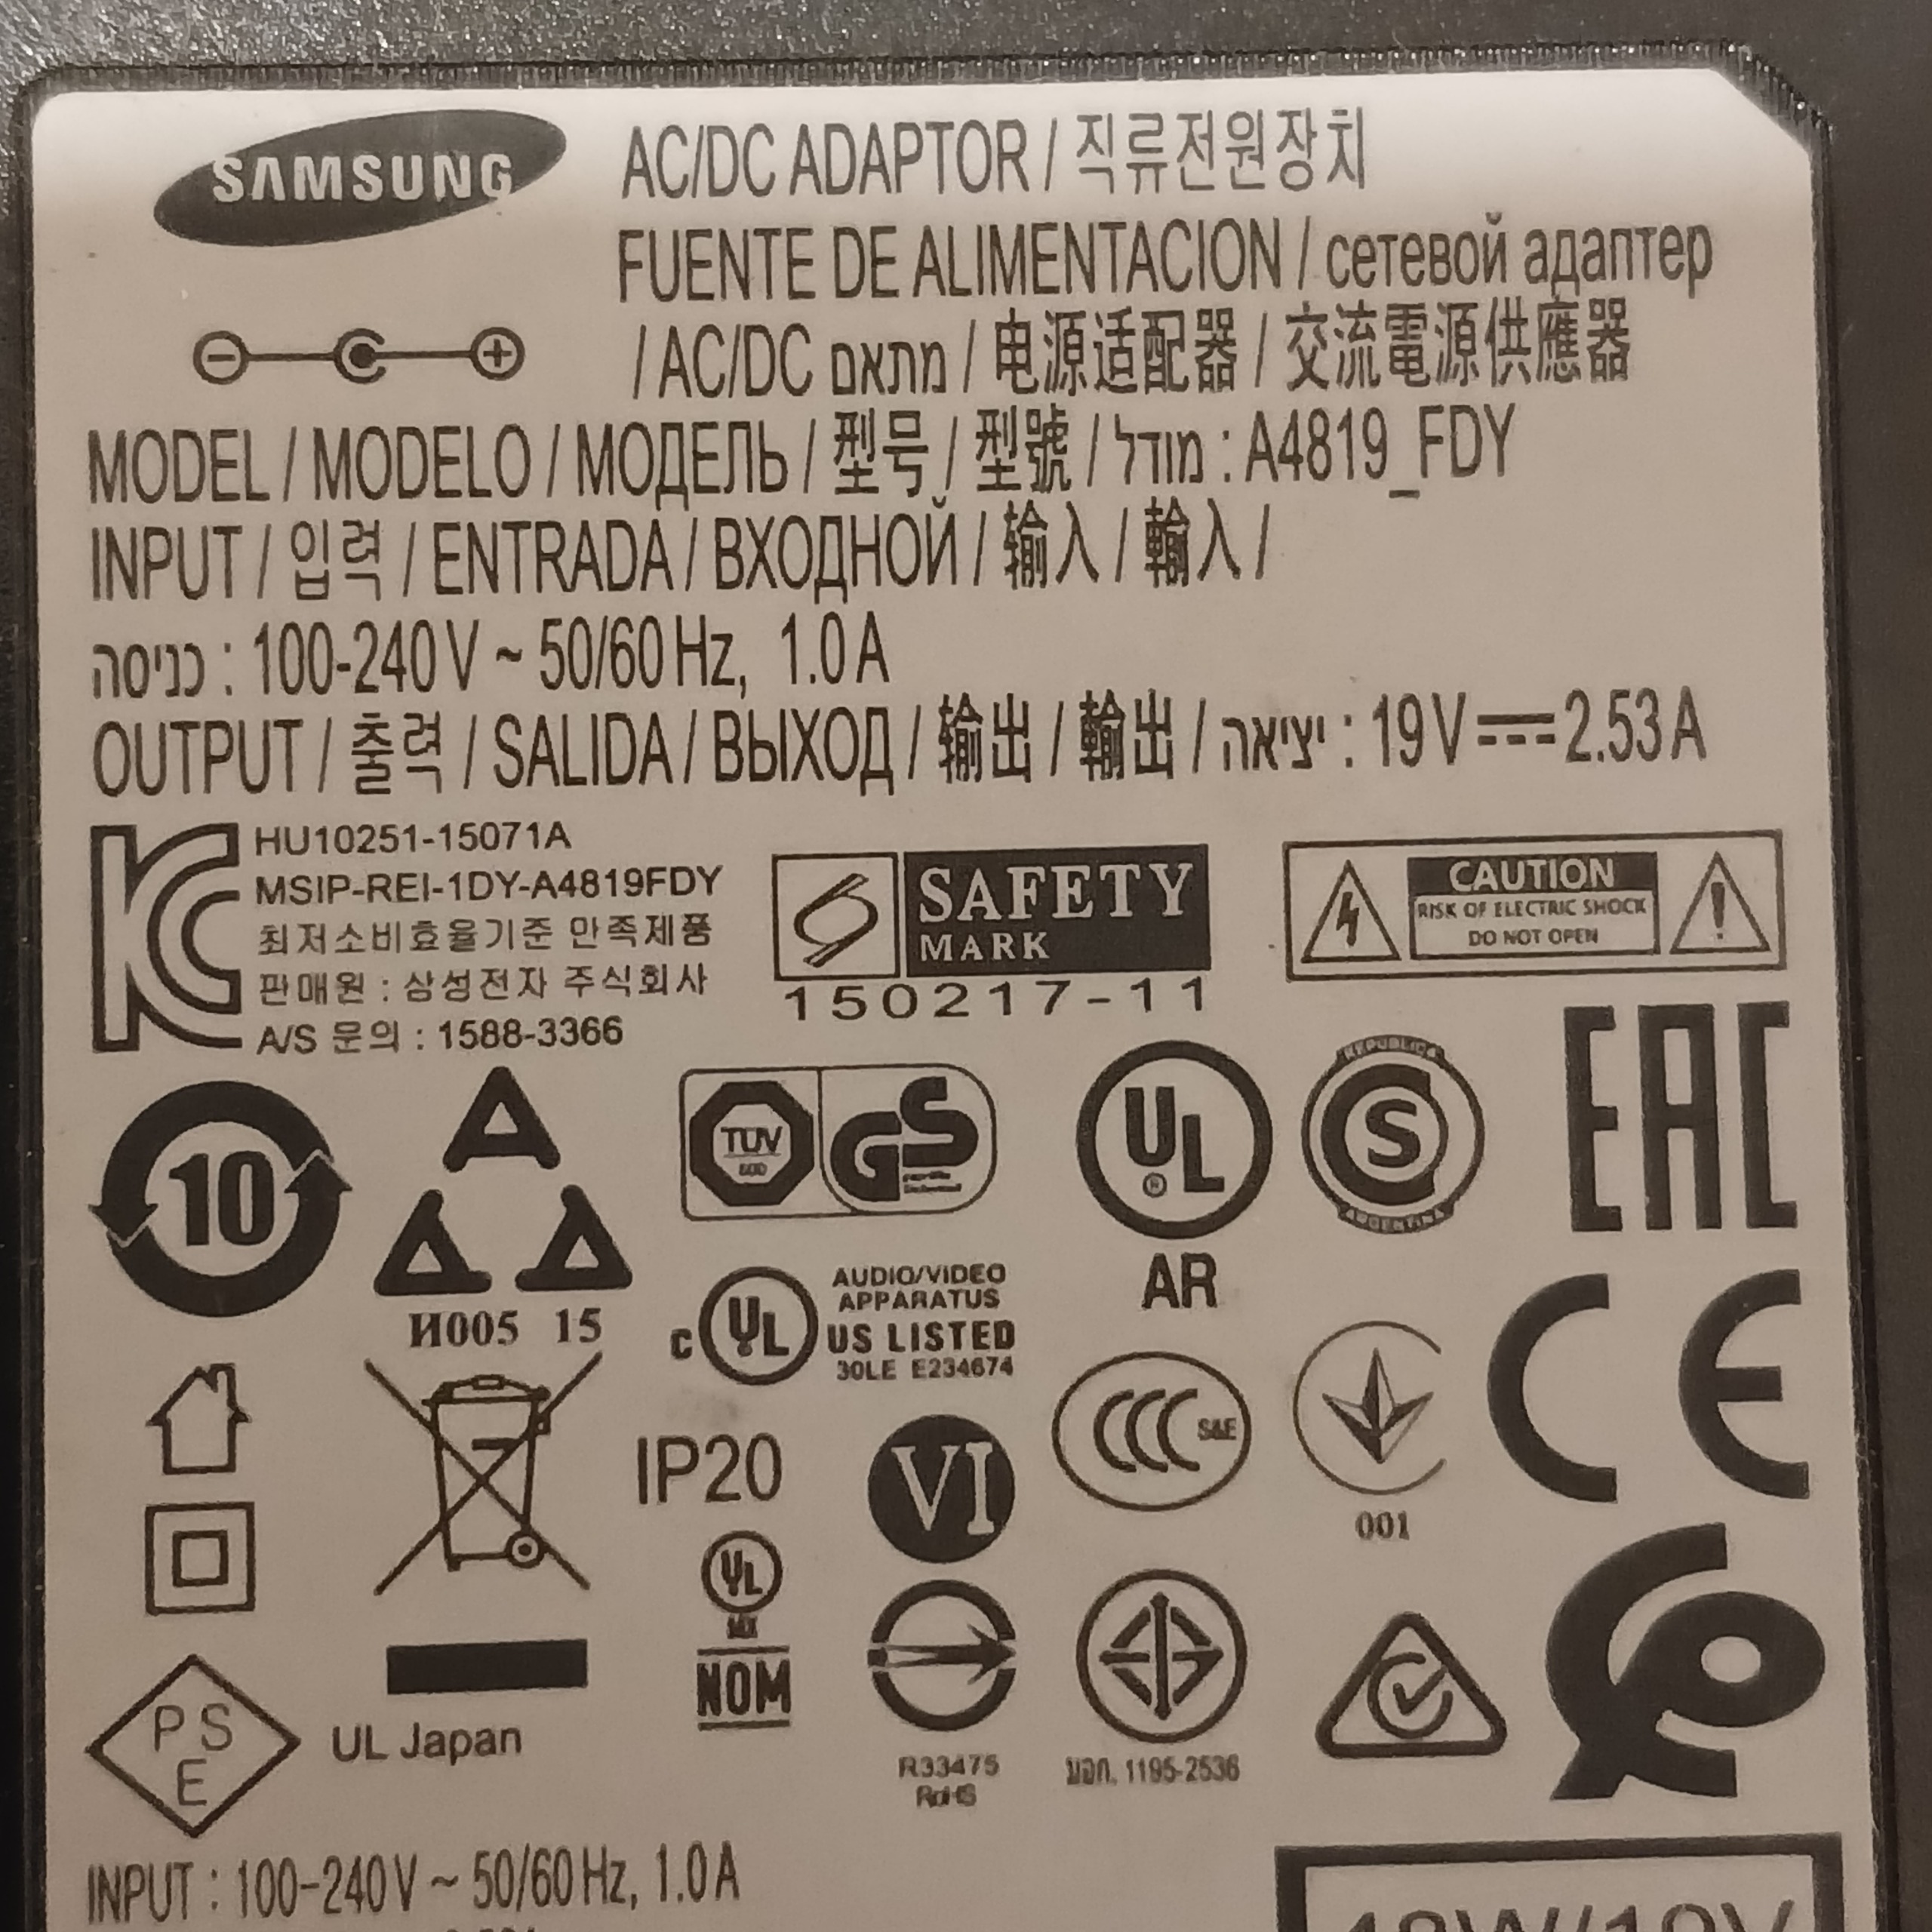 SAMSUNG
AC/DC ADAPTOR / 직류전원장치
FUENTE DE ALIMENTACION / сетевой адаптер
/ AC/DC מתאם / 电源适配器 / 交流電源供應器
MODEL / MODELO / МОДЕЛЬ / 型号 / 型號 / מודל : A4819_FDY
INPUT / 입력 / ENTRADA / ВХОДНОЙ / 输入 / 輸入 /
כניסה : 100-240 V ~ 50/60 Hz, 1.0 A
OUTPUT / 출력 / SALIDA / ВЫХОД / 输出 / 輸出 / יציאה : 19 V ⎓ 2.53 A
HU10251-15071A
MSIP-REI-1DY-A4819FDY
최저소비효율기준 만족제품
판매원 : 삼성전자 주식회사
A/S 문의 : 1588-3366
SAFETY
MARK
150217-11
CAUTION
RISK OF ELECTRIC SHOCK
DO NOT OPEN
10
И005 15
TUV
GS
UL
AR
REPUBLICA
S
ARGENTINA
EAC
C UL US LISTED
AUDIO/VIDEO
APPARATUS
30LE E234674
CE
IP20
VI
CCC S&E
001
UL
NOM
R33475
RoHS
มอก. 1195-2536
PS
E
UL Japan
INPUT : 100-240 V ~ 50/60 Hz, 1.0 A